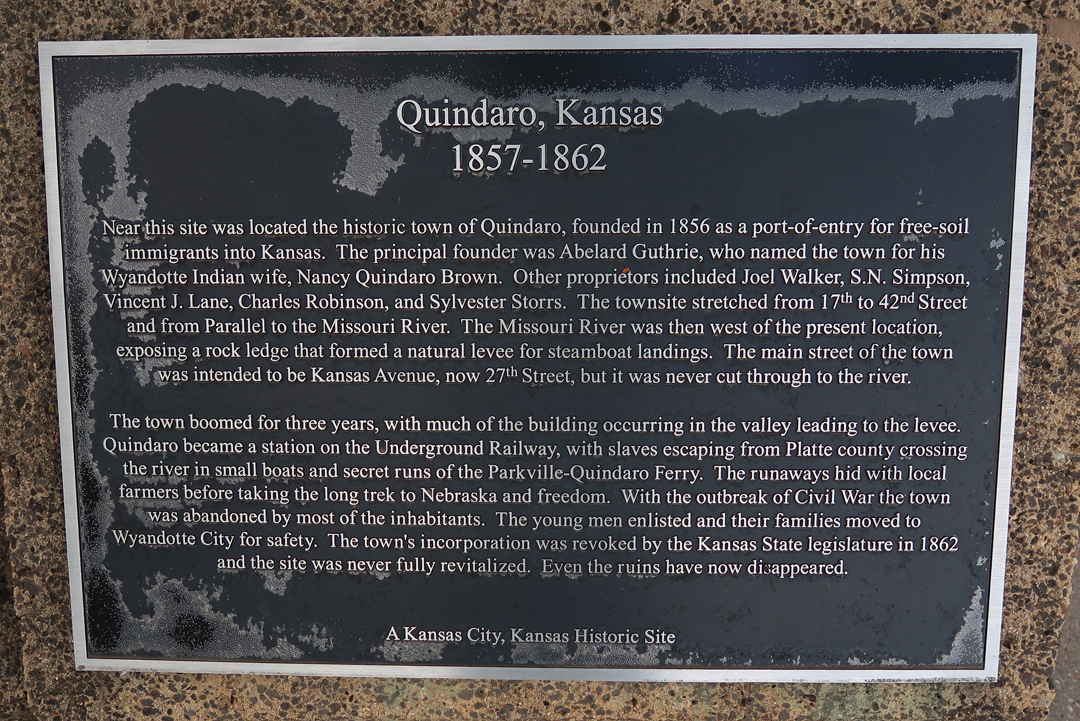 Quindaro, Kansas
1857-1862
Near this site was located the historic town of Quindaro, founded in 1856 as a port-of-entry for free-soil
immigrants into Kansas. The principal founder was Abelard Guthrie, who named the town for his
Wyandotte Indian wife, Nancy Quindaro Brown. Other proprietors included Joel Walker, S.N. Simpson,
Vincent J. Lane, Charles Robinson, and Sylvester Storrs. The townsite stretched from 17th to 42nd Street
and from Parallel to the Missouri River. The Missouri River was then west of the present location,
exposing a rock ledge that formed a natural levee for steamboat landings. The main street of the town
was intended to be Kansas Avenue, now 27th Street, but it was never cut through to the river.
The town boomed for three years, with much of the building occurring in the valley leading to the levee.
Quindaro became a station on the Underground Railway, with slaves escaping from Platte county crossing
the river in small boats and secret runs of the Parkville-Quindaro Ferry. The runaways hid with local
farmers before taking the long trek to Nebraska and freedom. With the outbreak of Civil War the town
was abandoned by most of the inhabitants. The young men enlisted and their families moved to
Wyandotte City for safety. The town's incorporation was revoked by the Kansas State legislature in 1862
and the site was never fully revitalized. Even the ruins have now disappeared.
A Kansas City, Kansas Historic Site